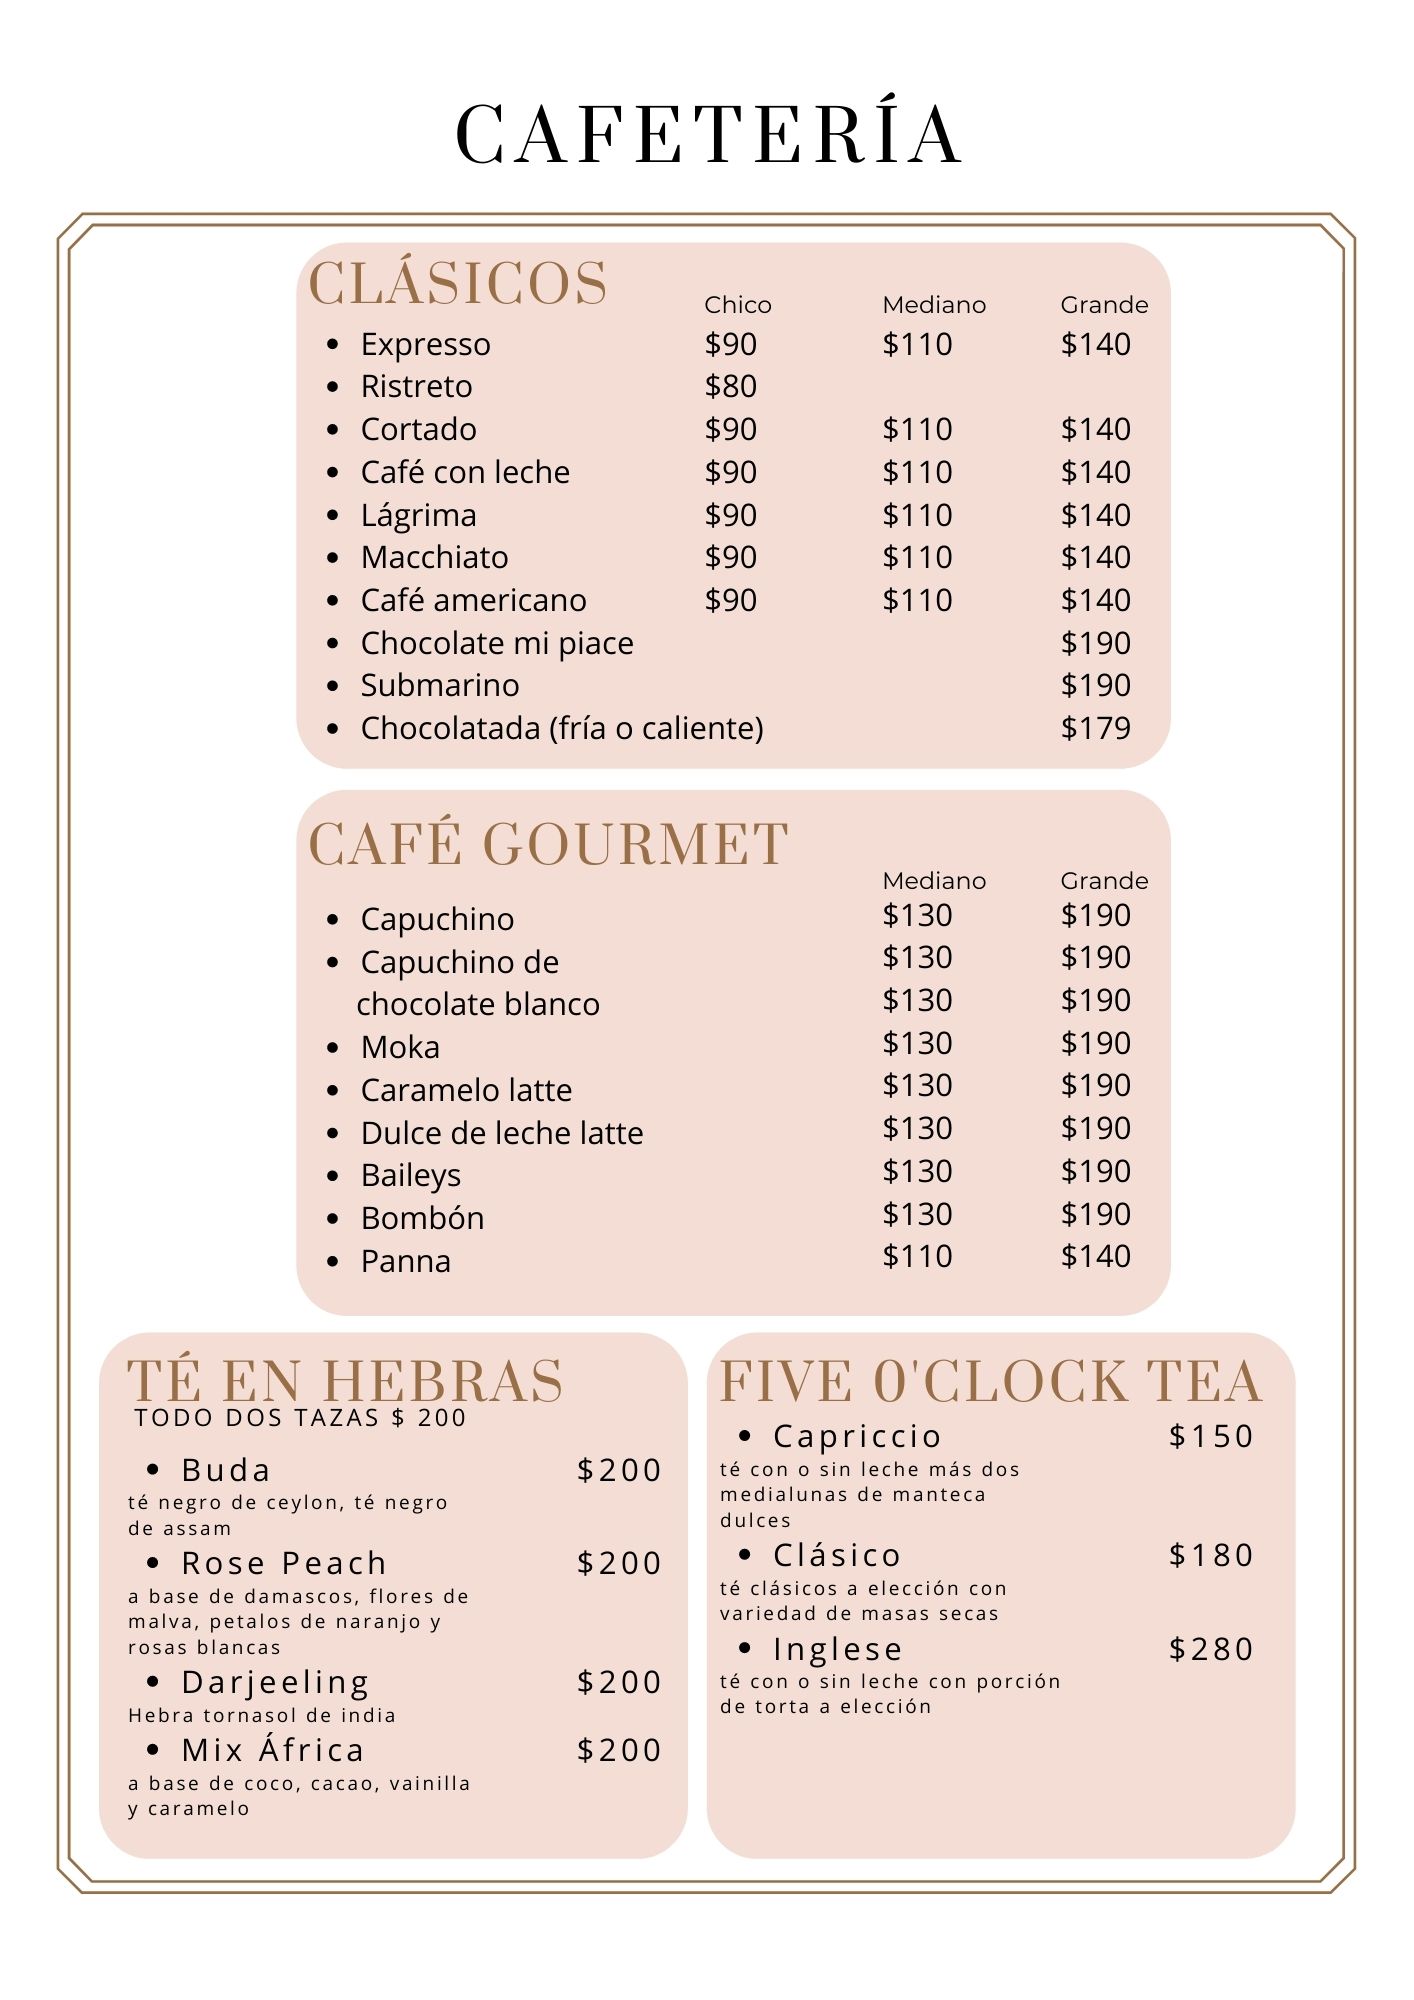 CAFETERÍA
CLÁSICOS
Chico Mediano Grande
• Expresso $90 $110 $140
• Ristreto $80
• Cortado $90 $110 $140
• Café con leche $90 $110 $140
• Lágrima $90 $110 $140
• Macchiato $90 $110 $140
• Café americano $90 $110 $140
• Chocolate mi piace $190
• Submarino $190
• Chocolatada (fría o caliente) $179
CAFÉ GOURMET
Mediano Grande
• Capuchino $130 $190
• Capuchino de $130 $190
chocolate blanco $130 $190
• Moka $130 $190
• Caramelo latte $130 $190
• Dulce de leche latte $130 $190
• Baileys $130 $190
• Bombón $130 $190
• Panna $110 $140
TÉ EN HEBRAS
TODO DOS TAZAS $ 200
• Buda $200
té negro de ceylon, té negro
de assam
• Rose Peach $200
a base de damascos, flores de
malva, petalos de naranjo y
rosas blancas
• Darjeeling $200
Hebra tornasol de india
• Mix África $200
a base de coco, cacao, vainilla
y caramelo
FIVE 0'CLOCK TEA
• Capriccio $150
té con o sin leche más dos
medialunas de manteca
dulces
• Clásico $180
té clásicos a elección con
variedad de masas secas
• Inglese $280
té con o sin leche con porción
de torta a elección